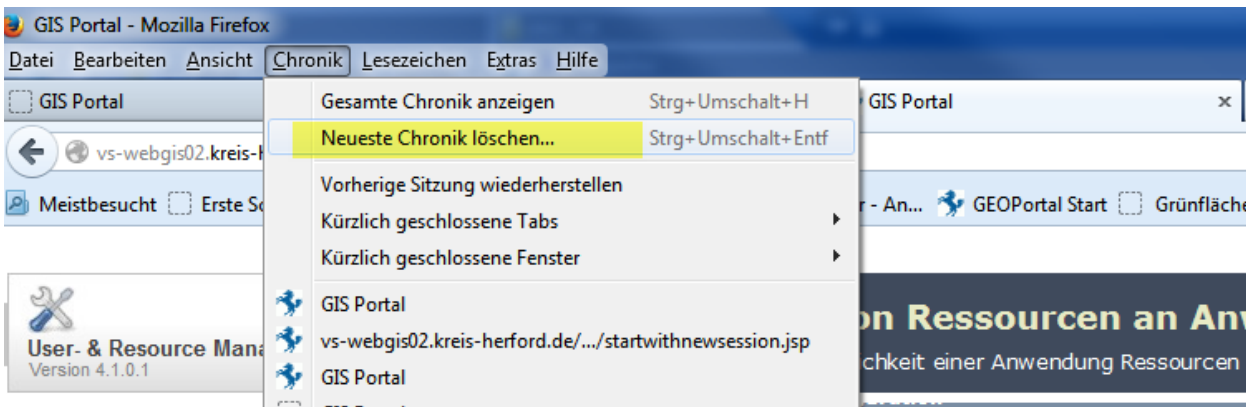 GIS Portal - Mozilla Firefox
Datei Bearbeiten Ansicht Chronik Lesezeichen Extras Hilfe
GIS Portal
Gesamte Chronik anzeigen Strg+Umschalt+H
GIS Portal
Neueste Chronik löschen... Strg+Umschalt+Entf
vs-webgis02.kreis-
Vorherige Sitzung wiederherstellen
Meistbesucht Erste
Kürzlich geschlossene Tabs
r - An... GEOPortal Start Grünfläche
Kürzlich geschlossene Fenster
GIS Portal
on Ressourcen an
User- & Resource
vs-webgis02.kreis-herford.de/.../startwithnewsession.jsp
Version 4.1.0.1
GIS Portal
chkeit einer Anwendung Ressourcen